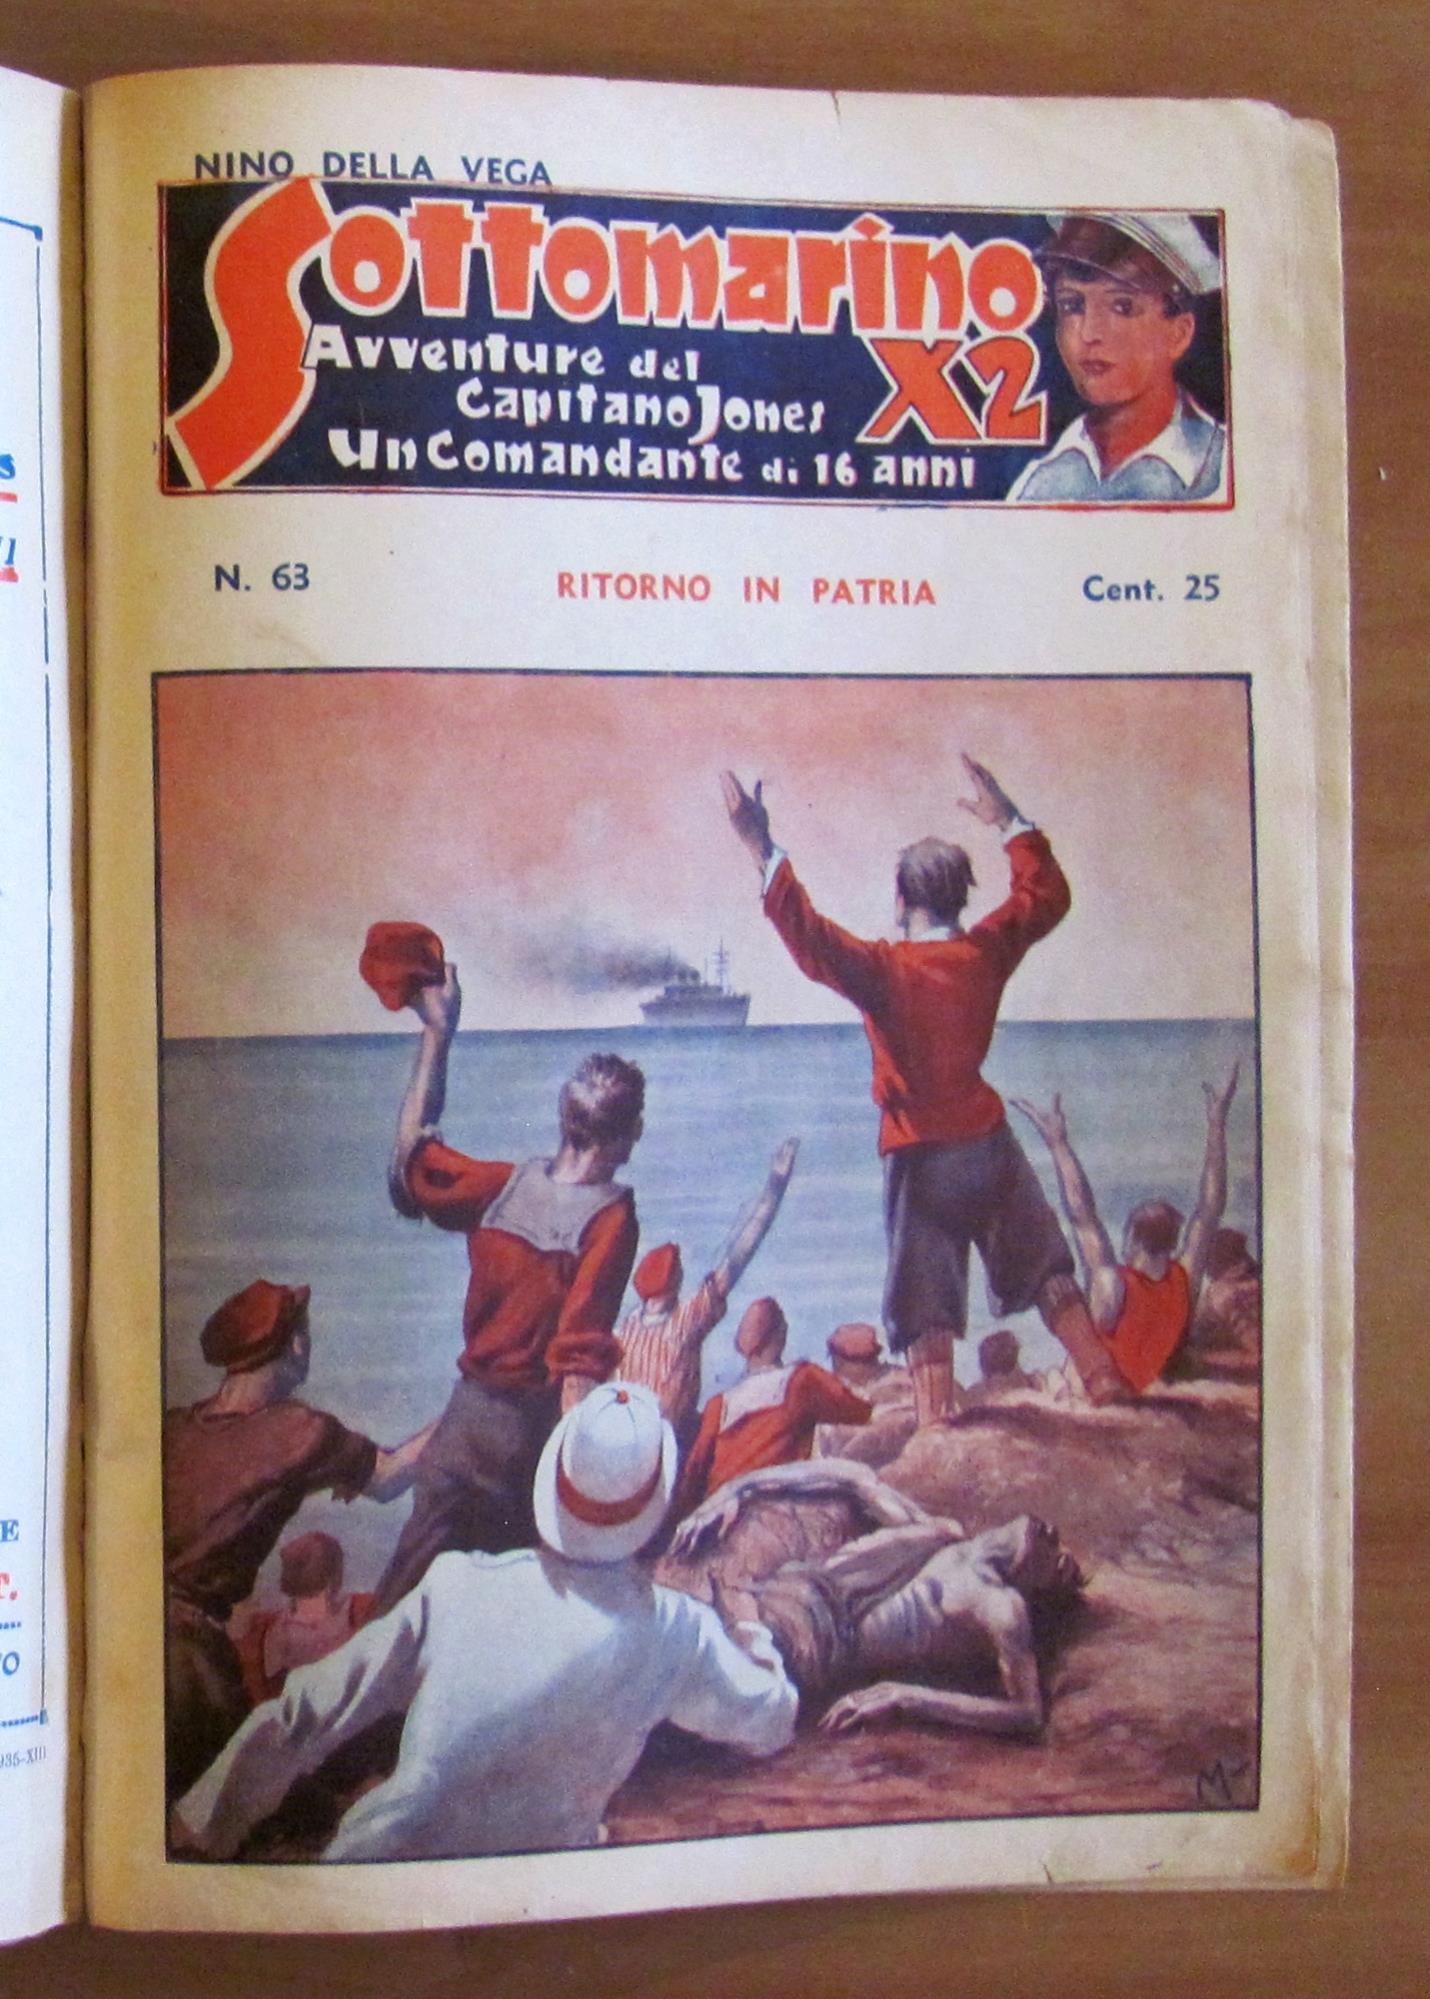 NINO DELLA VEGA
Sottomarino
X2
Avventure del
Capitano Jones
Un Comandante di 16 anni
N. 63
RITORNO IN PATRIA
Cent. 25
M